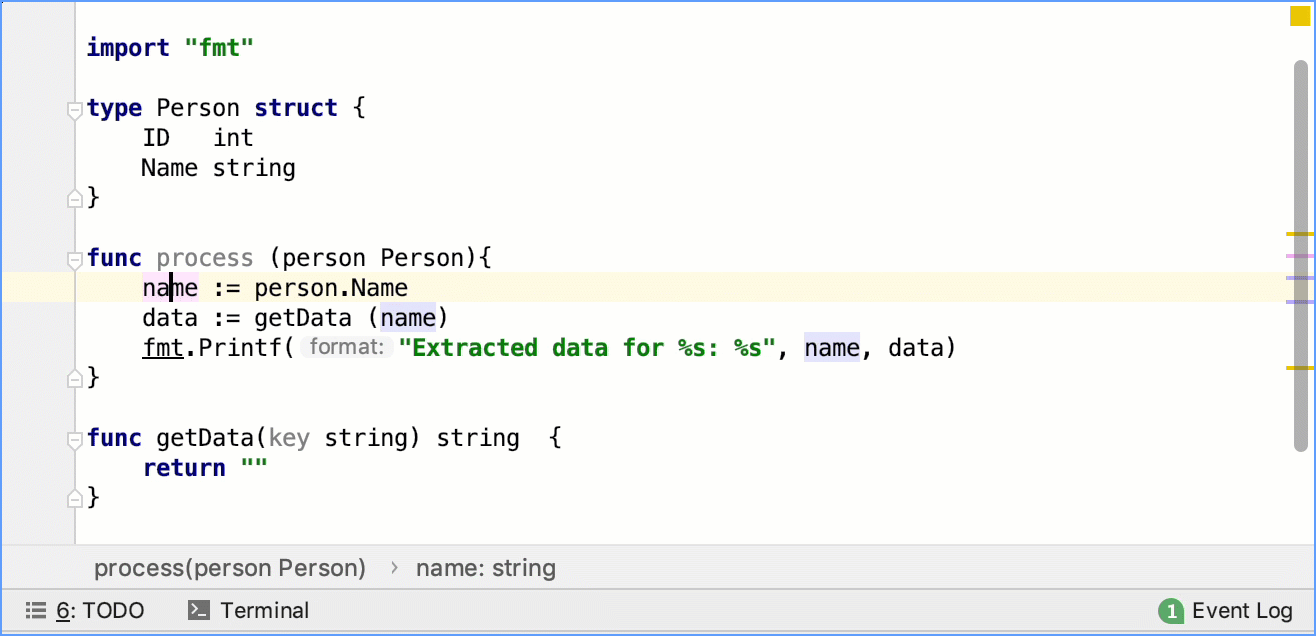 import "fmt"
type Person struct {
    ID   int
    Name string
}
func process (person Person){
    name := person.Name
    data := getData (name)
    fmt.Printf( format: "Extracted data for %s: %s", name, data)
}
func getData(key string) string  {
    return ""
}
process(person Person) › name: string
6: TODO Terminal 1 Event Log